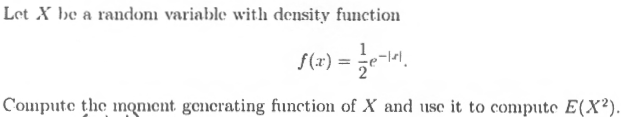 Let X be a random variable with density function
f(x) = 1/2 e^{-|x|}.
Compute the moment generating function of X and use it to compute E(X²).